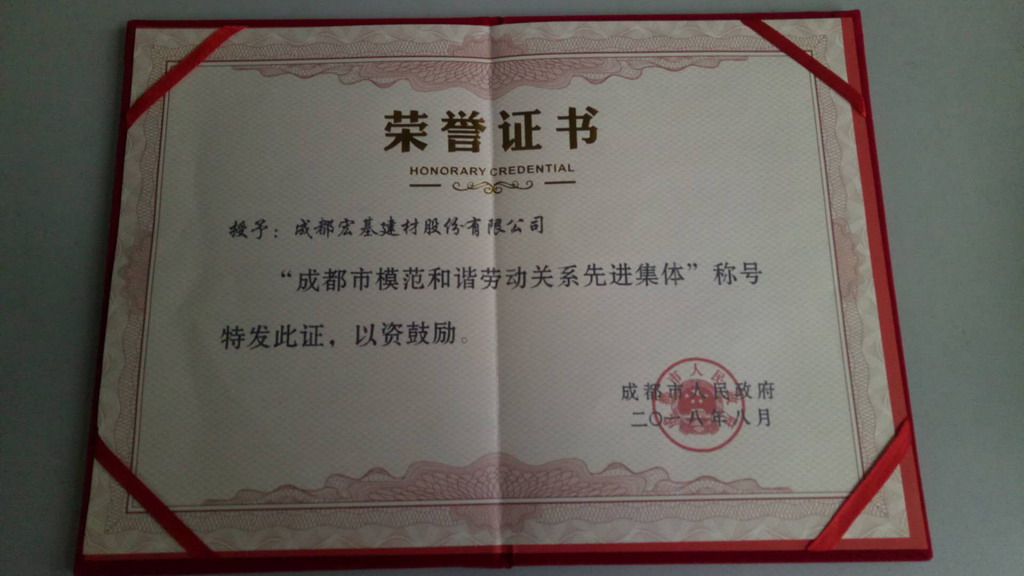 荣誉证书
HONORARY CREDENTIAL
授予：成都宏基建材股份有限公司
“成都市模范和谐劳动关系先进集体”称号
特发此证，以资鼓励。
成都市人民政府
二〇一八年八月